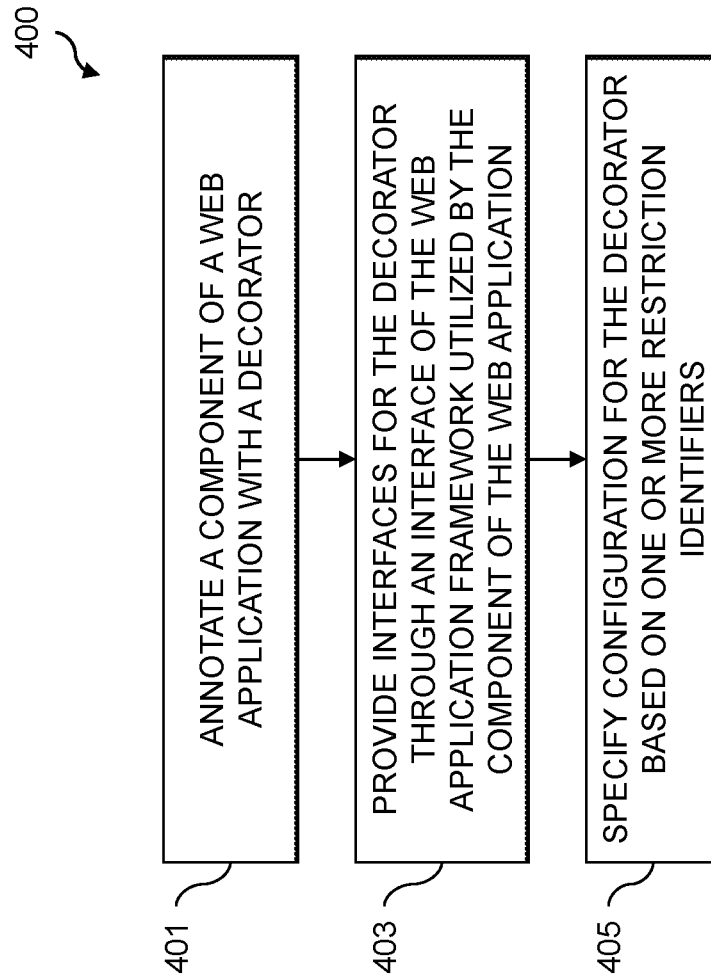 400
401
ANNOTATE A COMPONENT OF A WEB
APPLICATION WITH A DECORATOR
403
PROVIDE INTERFACES FOR THE DECORATOR
THROUGH AN INTERFACE OF THE WEB
APPLICATION FRAMEWORK UTILIZED BY THE
COMPONENT OF THE WEB APPLICATION
405
SPECIFY CONFIGURATION FOR THE DECORATOR
BASED ON ONE OR MORE RESTRICTION
IDENTIFIERS